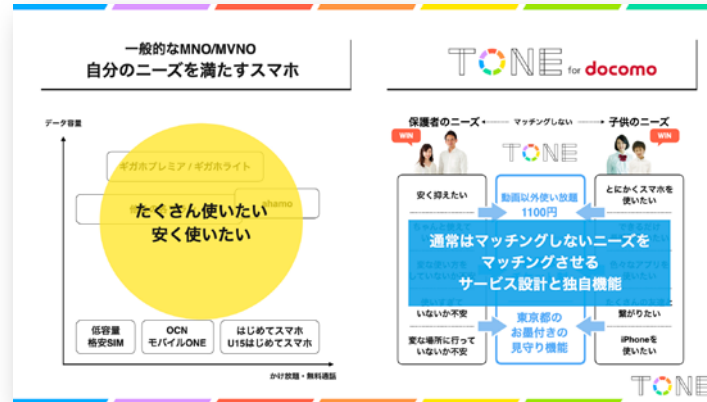 一般的なMNO/MVNO
自分のニーズを満たすスマホ
データ容量
ギガホプレミア / ギガホライト
ahamo
たくさん使いたい
安く使いたい
低容量
格安SIM
OCN
モバイルONE
はじめてスマホ
U15はじめてスマホ
かけ放題・無料通話
TONE for docomo
保護者のニーズ
マッチングしない
子供のニーズ
WIN
TONE
WIN
安く抑えたい
動画以外使い放題
1100円
とにかくスマホを
使いたい
通常はマッチングしないニーズを
マッチングさせる
サービス設計と独自機能
いないか不安
繋がりたい
変な場所に行って
いないか不安
東京都の
お墨付きの
見守り機能
iPhoneを
使いたい
TONE